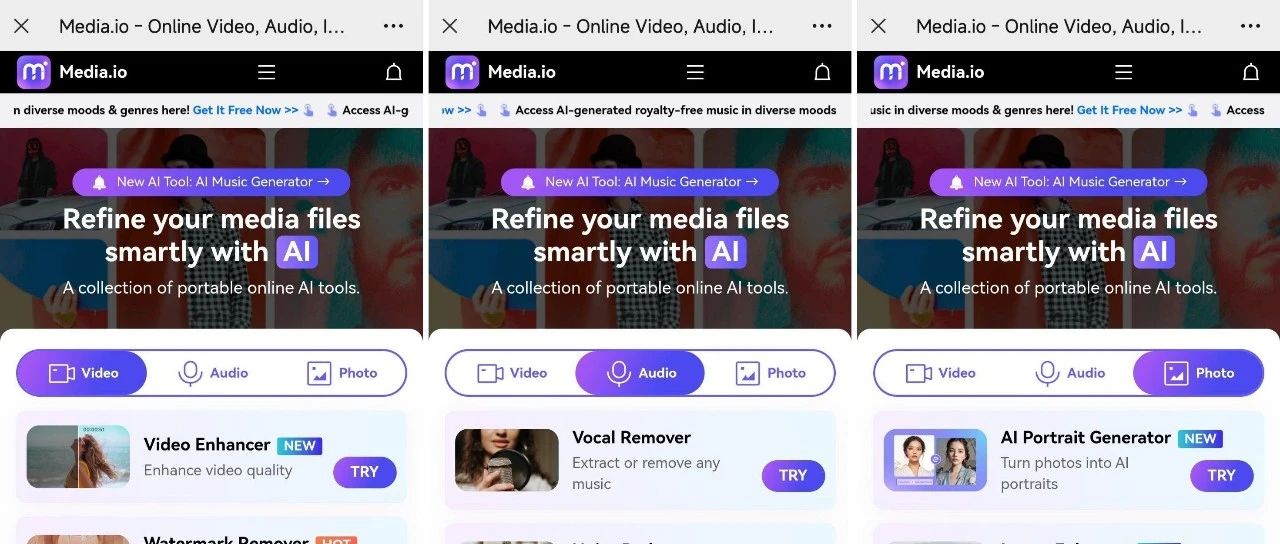 Media.io - Online Video, Audio, I...
Media.io
n diverse moods & genres here! Get It Free Now >> Access AI-g
New AI Tool: AI Music Generator →
Refine your media files
smartly with AI
A collection of portable online AI tools.
Video Audio Photo
Video Enhancer NEW
Enhance video quality
TRY
Watermark Remover HOT
Media.io - Online Video, Audio, I...
Media.io
ow >> Access AI-generated royalty-free music in diverse moods
New AI Tool: AI Music Generator →
Refine your media files
smartly with AI
A collection of portable online AI tools.
Video Audio Photo
Vocal Remover
Extract or remove any
music
TRY
Media.io - Online Video, Audio, I...
Media.io
usic in diverse moods & genres here! Get It Free Now >> Access
New AI Tool: AI Music Generator →
Refine your media files
smartly with AI
A collection of portable online AI tools.
Video Audio Photo
AI Portrait Generator NEW
Turn photos into AI
portraits
TRY